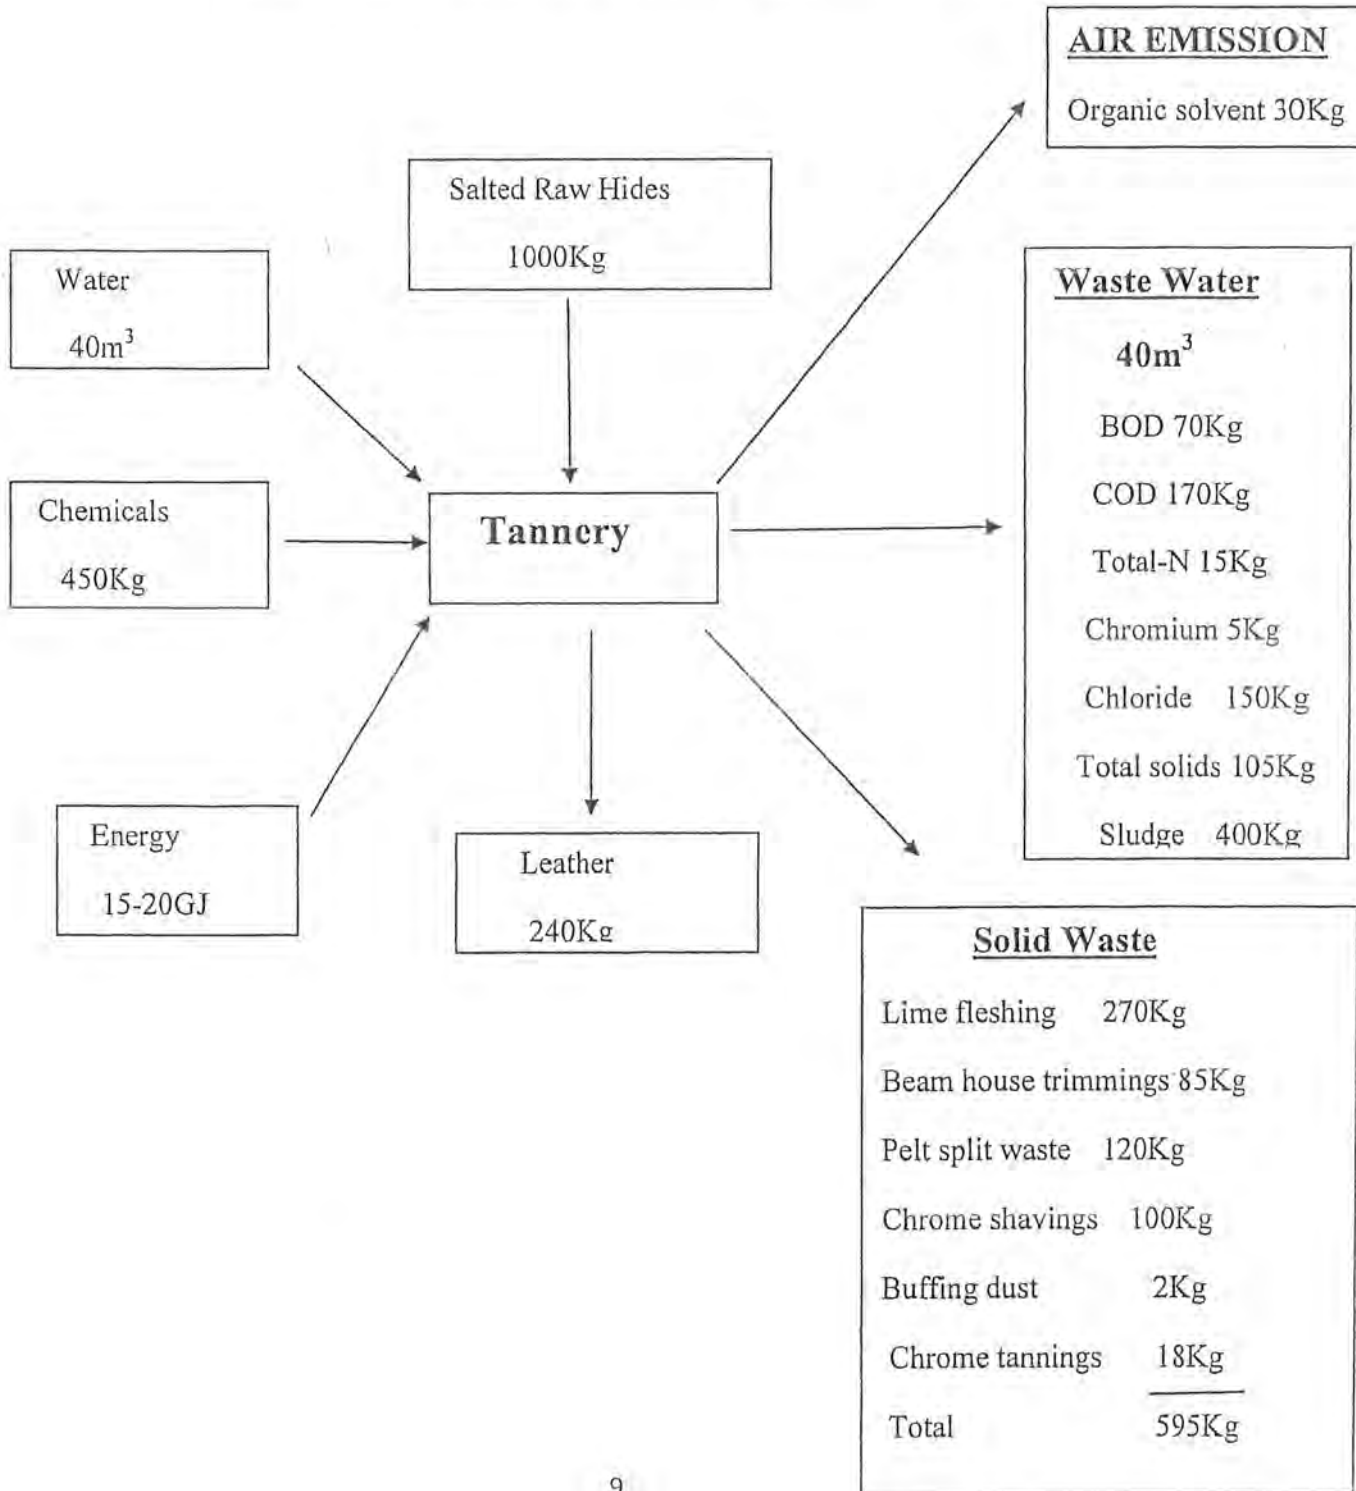 AIR EMISSION
Organic solvent 30Kg
Salted Raw Hides
1000Kg
Water
40m³
Chemicals
450Kg
Tannery
Energy
15-20GJ
Leather
240Kg
Waste Water
40m³
BOD 70Kg
COD 170Kg
Total-N 15Kg
Chromium 5Kg
Chloride 150Kg
Total solids 105Kg
Sludge 400Kg
Solid Waste
Lime fleshing 270Kg
Beam house trimmings 85Kg
Pelt split waste 120Kg
Chrome shavings 100Kg
Buffing dust 2Kg
Chrome tannings 18Kg
Total 595Kg
9